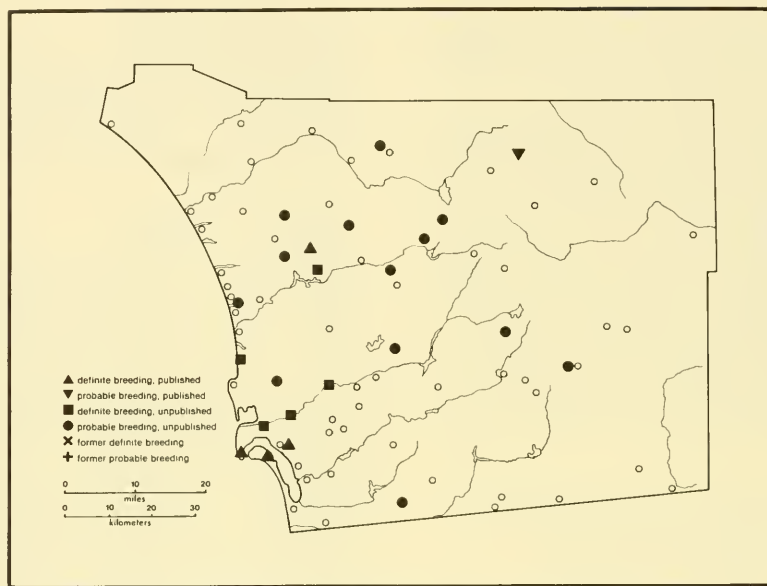 definite breeding, published
probable breeding, published
definite breeding, unpublished
probable breeding, unpublished
former definite breeding
former probable breeding
0 10 20
miles
0 10 20 30
kilometers